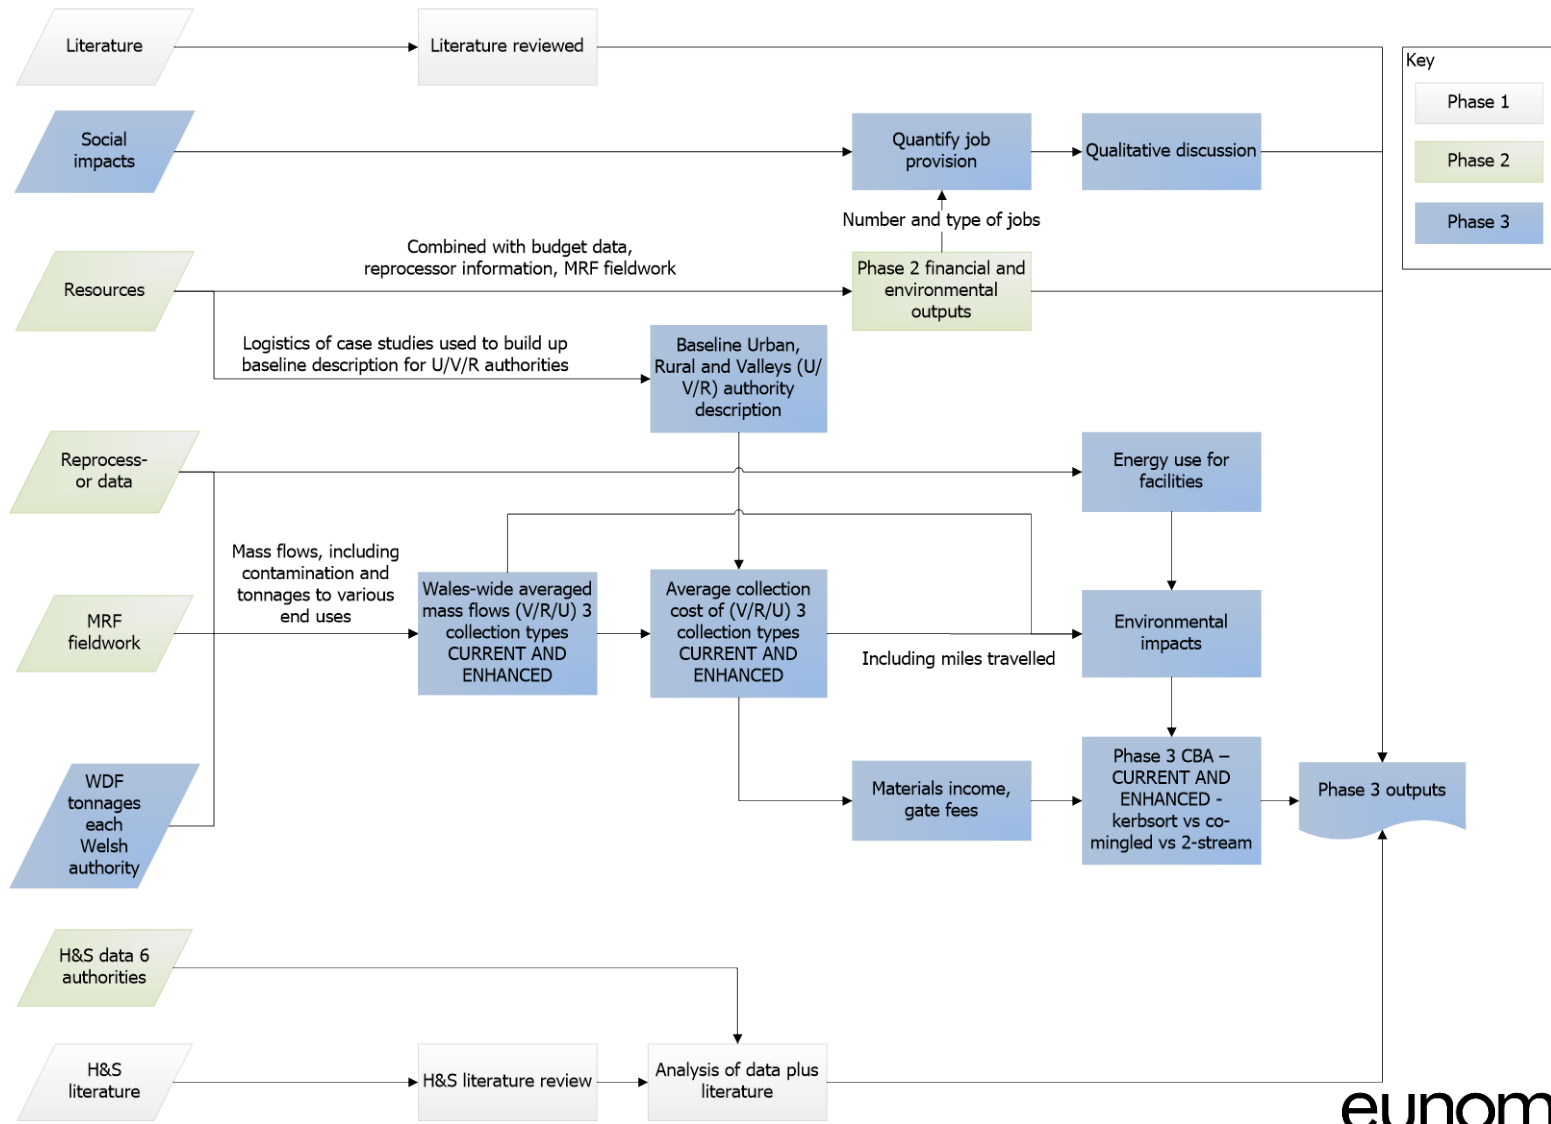 Literature
Literature reviewed
Key
Phase 1
Phase 2
Phase 3
Social
impacts
Quantify job
provision
Qualitative discussion
Number and type of jobs
Combined with budget data,
reprocessor information, MRF fieldwork
Resources
Phase 2 financial and
environmental
outputs
Logistics of case studies used to build up
baseline description for U/V/R authorities
Baseline Urban,
Rural and Valleys (U/
V/R) authority
description
Reprocess-
or data
Energy use for
facilities
Mass flows, including
contamination and
tonnages to various
end uses
MRF
fieldwork
Wales-wide averaged
mass flows (V/R/U) 3
collection types
CURRENT AND
ENHANCED
Average collection
cost of (V/R/U) 3
collection types
CURRENT AND
ENHANCED
Including miles travelled
Environmental
impacts
WDF
tonnages
each
Welsh
authority
Materials income,
gate fees
Phase 3 CBA –
CURRENT AND
ENHANCED -
kerbsort vs co-
mingled vs 2-stream
Phase 3 outputs
H&S data 6
authorities
H&S
literature
H&S literature review
Analysis of data plus
literature
eunom